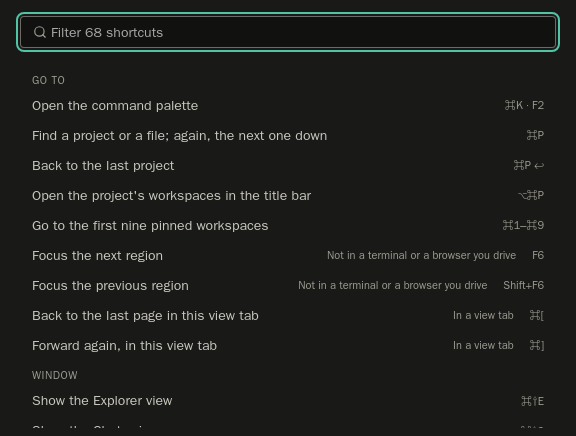 Filter 68 shortcuts
GO TO
Open the command palette ⌘K · F2
Find a project or a file; again, the next one down ⌘P
Back to the last project ⌘P ↩
Open the project's workspaces in the title bar ⌥⌘P
Go to the first nine pinned workspaces ⌘1–⌘9
Focus the next region Not in a terminal or a browser you drive F6
Focus the previous region Not in a terminal or a browser you drive Shift+F6
Back to the last page in this view tab In a view tab ⌘[
Forward again, in this view tab In a view tab ⌘]
WINDOW
Show the Explorer view ⌘⇧E